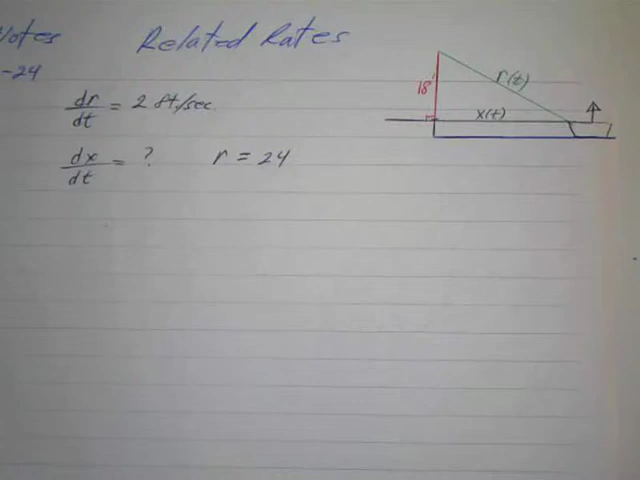 Notes
Related Rates
-24
dr/dt = 2 ft/sec.
dx/dt = ?
r = 24
18'
r(t)
x(t)